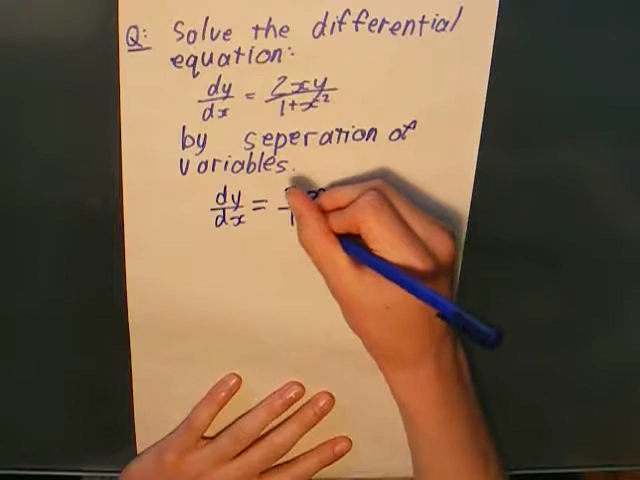 Q: Solve the differential
equation:
dy/dx = 2xy/1+x²
by seperation of
variables.
dy/dx =